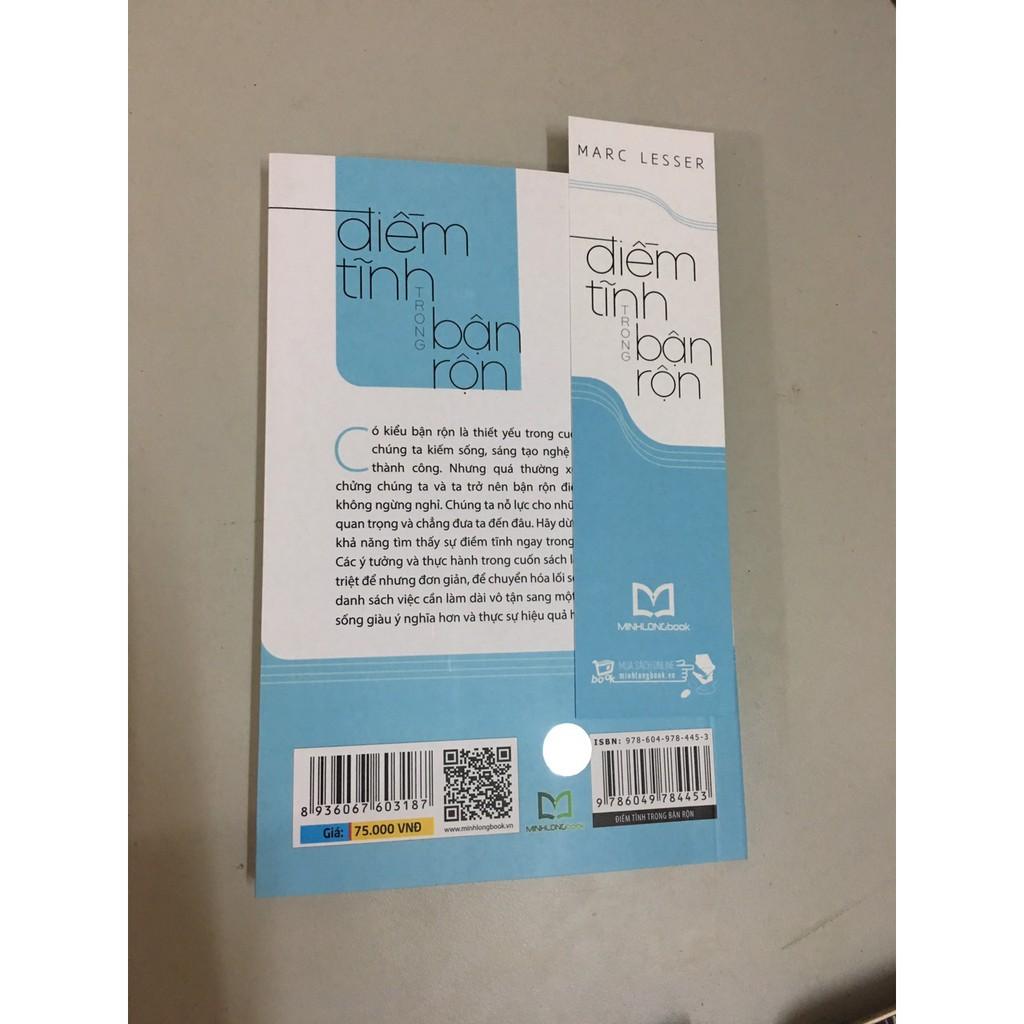 điềm
tĩnh
TRONG
bận
rộn
Có kiểu bận rộn là thiết yếu trong
chúng ta kiếm sống, sáng tạo nghệ
thành công. Nhưng quá thường
chửng chúng ta và ta trở nên bận rộn
không ngừng nghỉ. Chúng ta nỗ lực cho
quan trọng và chẳng đưa ta đến đâu. Hãy
khả năng tìm thấy sự điềm tĩnh ngay trong
Các ý tưởng và thực hành trong cuốn sách
triệt để nhưng đơn giản, để chuyển hóa lối
danh sách việc cần làm dài vô tận sang một
sống giàu ý nghĩa hơn và thực sự hiệu quả
8 936067 603187
Giá: 75.000 VNĐ
www.minhlongbook.vn
MINHLONGbook
ISBN: 978-604-978-445-3
9 786049 784453
ĐIỀM TĨNH TRONG BẬN RỘN
MARC LESSER
điềm
tĩnh
TRONG
bận
rộn
MINHLONGbook
book
MUA SÁCH ONLINE
minhlongbook.vn